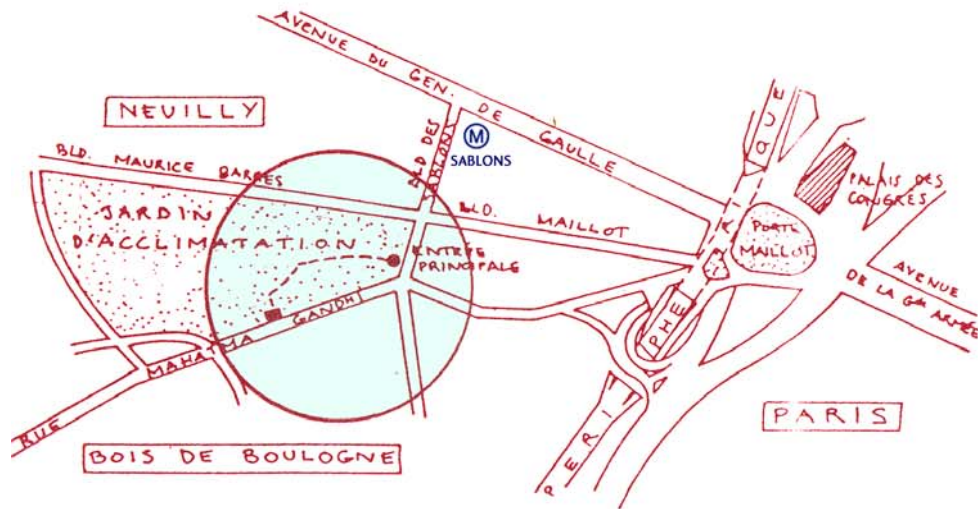 AVENUE DU GEN. DE GAULLE
NEUILLY
BLD DES SABLONS
M
SABLONS
BLD. MAURICE BARRES
BLD. MAILLOT
JARDIN
D'ACCLIMATATION
ENTRÉE
PRINCIPALE
PERIPHERIQUE
PALAIS DES
CONGRES
PORTE
MAILLOT
AVENUE
DE LA Gde ARMÉE
RUE MAHATMA GANDHI
PERI
PARIS
BOIS DE BOULOGNE